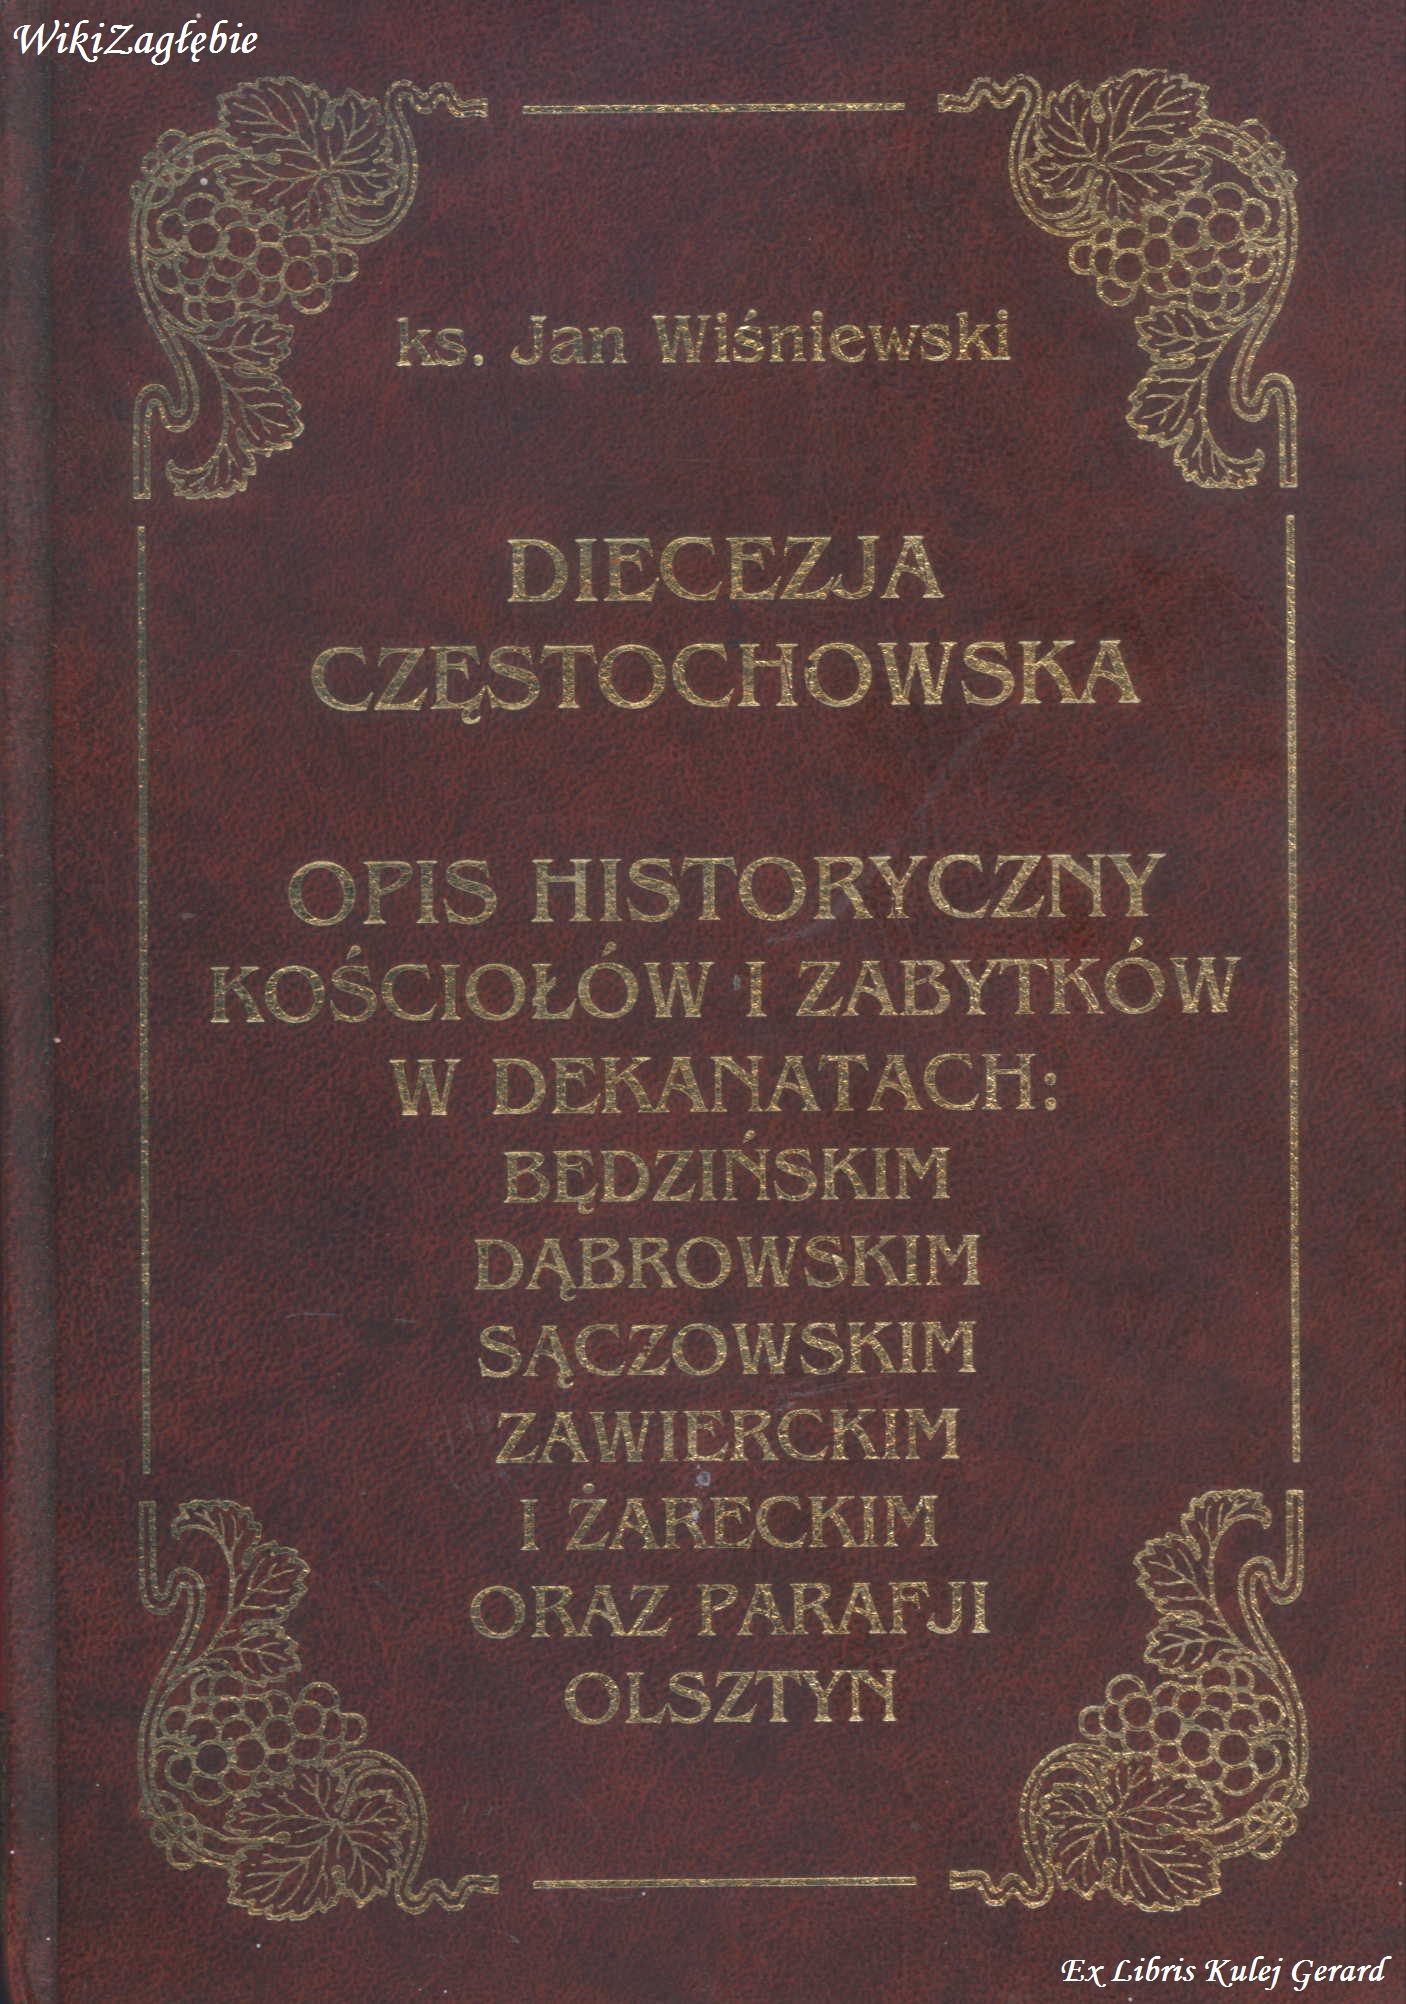 WikiZagłębie
ks. Jan Wiśniewski
DIECEZJA
CZĘSTOCHOWSKA
OPIS HISTORYCZNY
KOŚCIOŁÓW I ZABYTKÓW
W DEKANATACH:
BĘDZIŃSKIM
DĄBROWSKIM
SĄCZOWSKIM
ZAWIERCKIM
I ŻARECKIM
ORAZ PARAFJI
OLSZTYN
Ex Libris Kulej Gerard